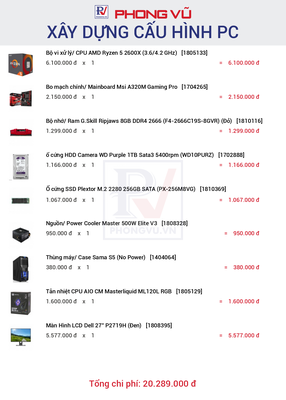 PHONG VŨ
XÂY DỰNG CẤU HÌNH PC
Bộ vi xử lý/ CPU AMD Ryzen 5 2600X (3.6/4.2 GHz) [1805133]
6.100.000 đ x 1 = 6.100.000 đ
Bo mạch chính/ Mainboard Msi A320M Gaming Pro [1704265]
2.150.000 đ x 1 = 2.150.000 đ
Bộ nhớ/ Ram G.Skill Ripjaws 8GB DDR4 2666 (F4-2666C19S-8GVR) (Đỏ) [1810116]
1.299.000 đ x 1 = 1.299.000 đ
ổ cứng HDD Camera WD Purple 1TB Sata3 5400rpm (WD10PURZ) [1702888]
1.166.000 đ x 1 = 1.166.000 đ
Ổ cứng SSD Plextor M.2 2280 256GB SATA (PX-256M8VG) [1810369]
1.067.000 đ x 1 = 1.067.000 đ
Nguồn/ Power Cooler Master 500W Elite V3 [1808328]
950.000 đ x 1 = 950.000 đ
PHONGVU.VN
Thùng máy/ Case Sama S5 (No Power) [1404064]
380.000 đ x 1 = 380.000 đ
Tản nhiệt CPU AIO CM Masterliquid ML120L RGB [1805129]
1.600.000 đ x 1 = 1.600.000 đ
Màn Hình LCD Dell 27" P2719H (Đen) [1808395]
5.577.000 đ x 1 = 5.577.000 đ
Tổng chi phí: 20.289.000 đ